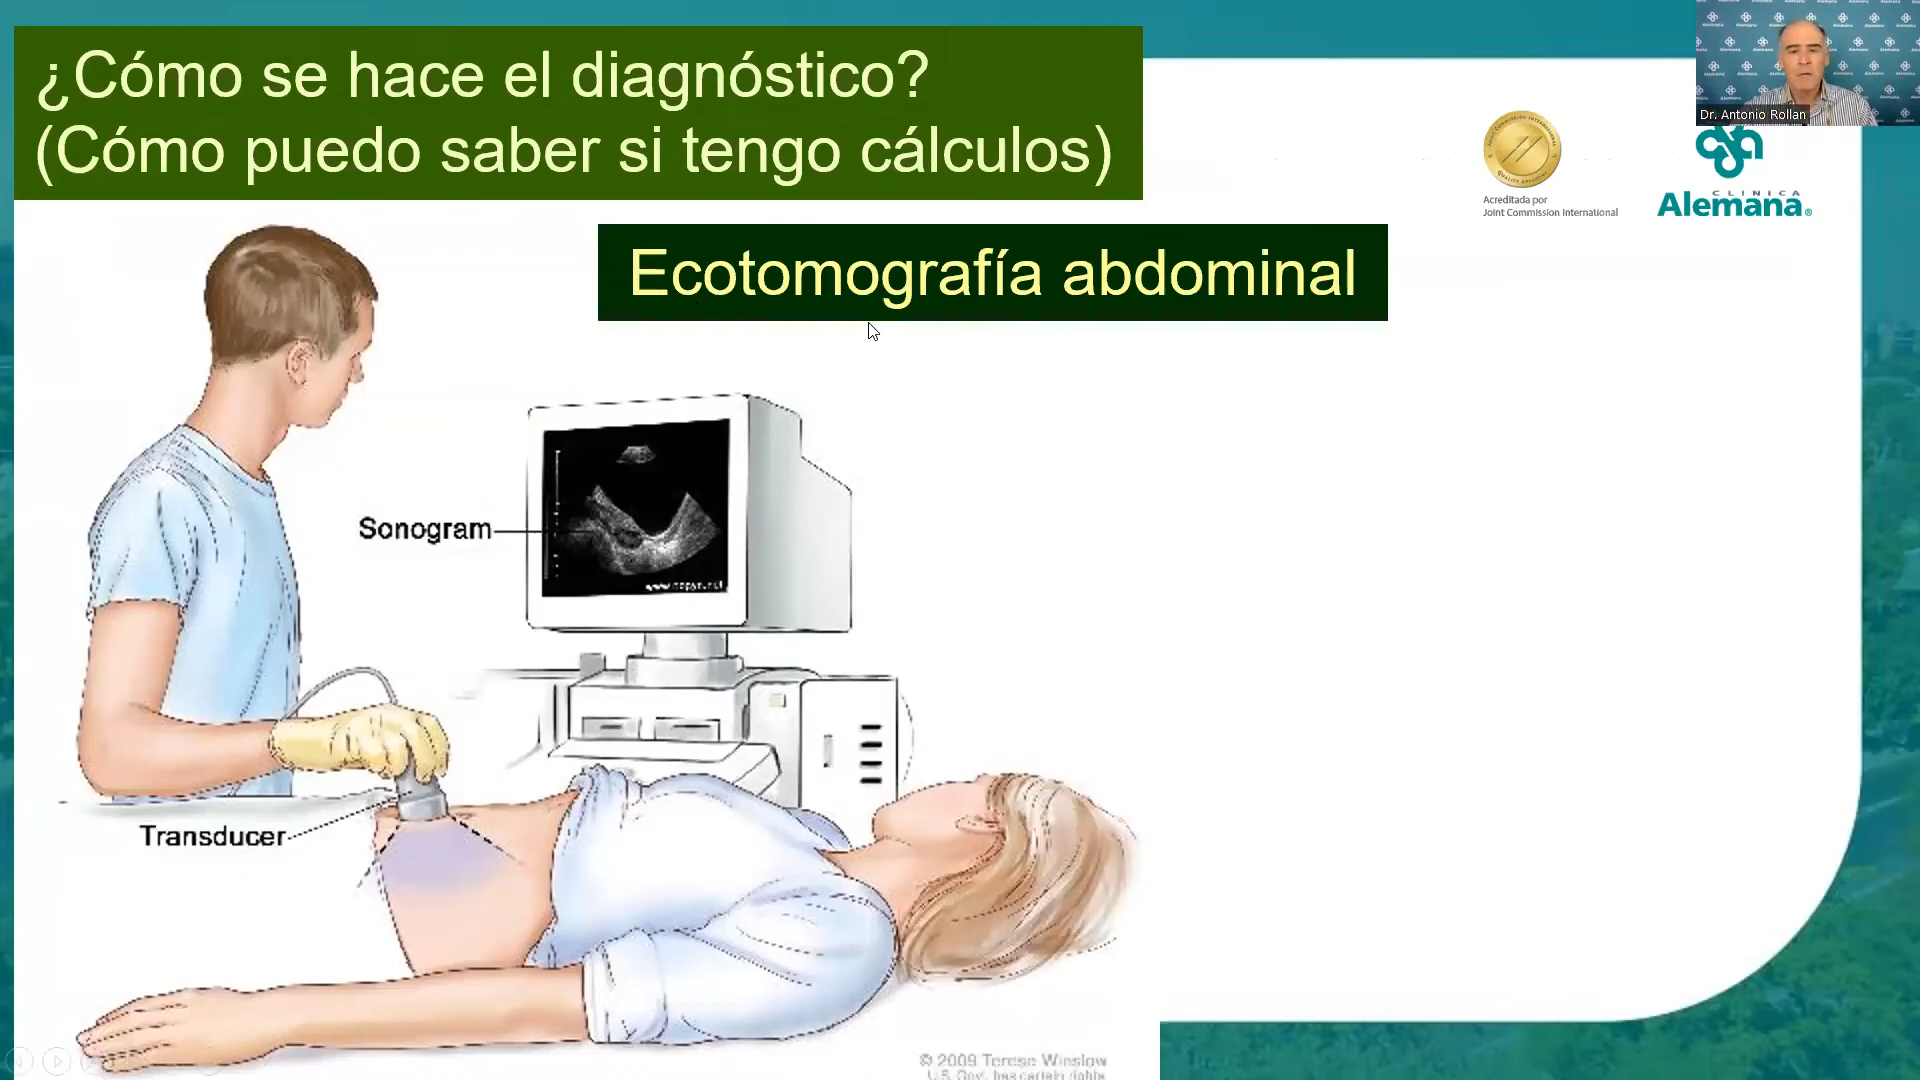 ¿Cómo se hace el diagnóstico?
(Cómo puedo saber si tengo cálculos)
Dr. Antonio Rollan
Acreditada por
Joint Commission International
CLINICA
Alemana®
Ecotomografía abdominal
Sonogram
Transducer
© 2009 Terese Winslow
U.S. Govt. has certain rights